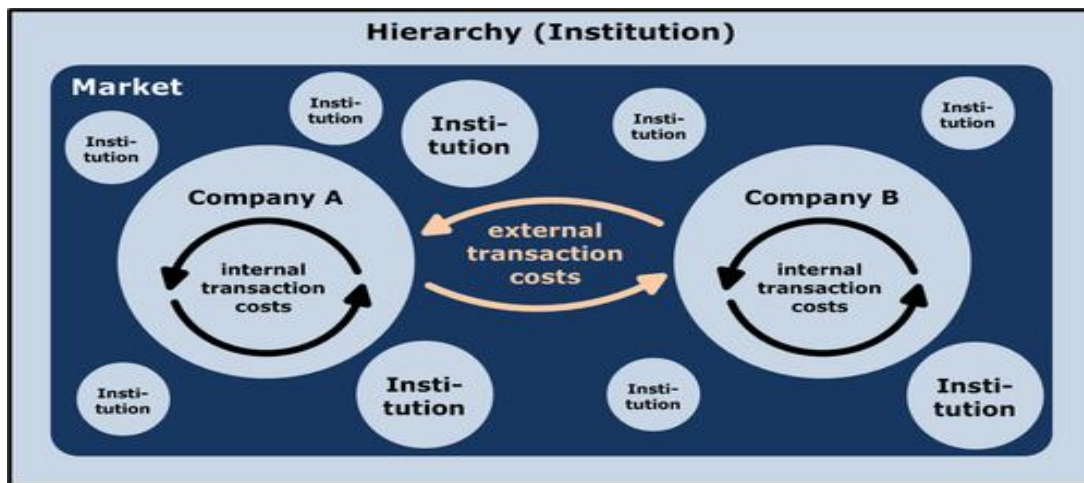 Hierarchy (Institution)
Market
Insti-
tution
Insti-
tution
Insti-
tution
Insti-
tution
Insti-
tution
Company A
internal
transaction
costs
external
transaction
costs
Company B
internal
transaction
costs
Insti-
tution
Insti-
tution
Insti-
tution
Insti-
tution